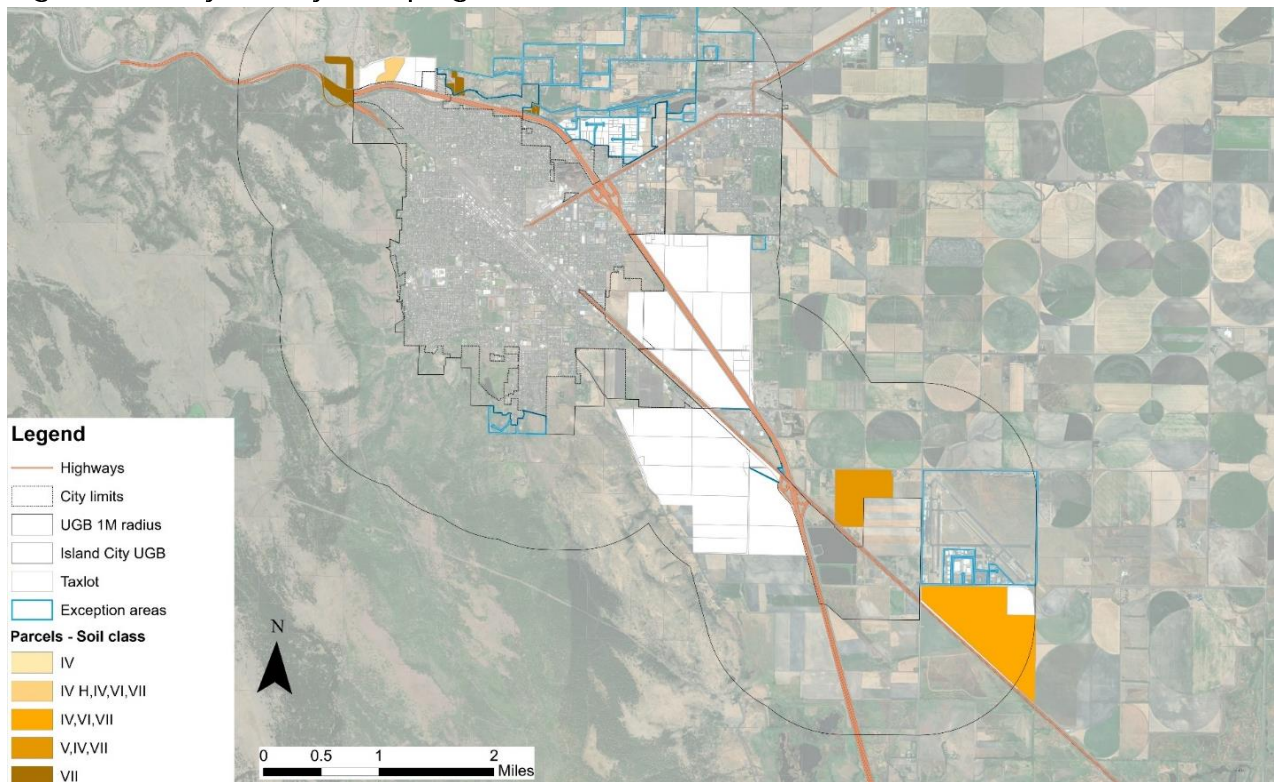 Legend
Highways
City limits
UGB 1M radius
Island City UGB
Taxlot
Exception areas
Parcels - Soil class
IV
IV H,IV,VI,VII
IV,VI,VII
V,IV,VII
VII
N
0 0.5 1 2
Miles